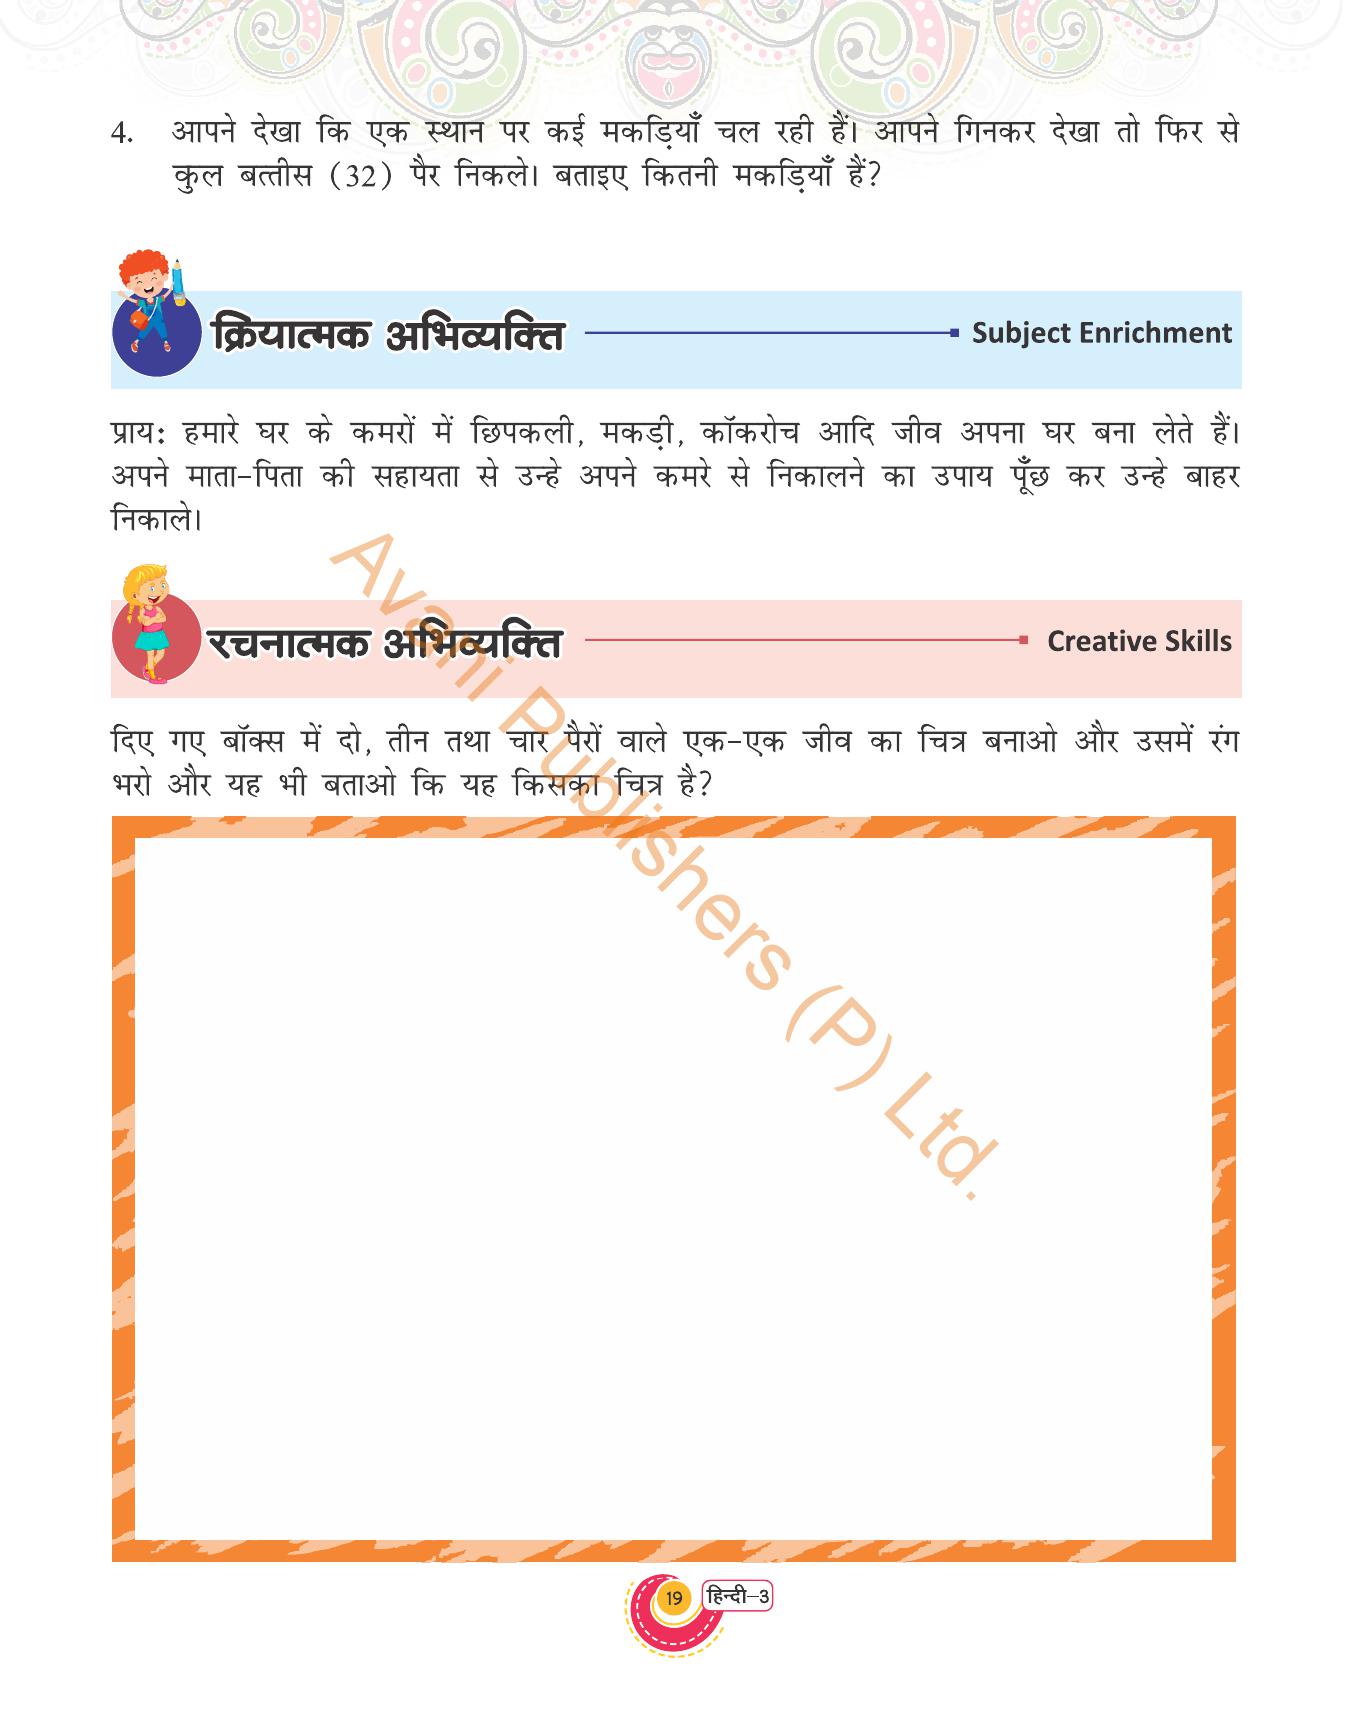 4. आपने देखा कि एक स्थान पर कई मकड़ियाँ चल रही हैं। आपने गिनकर देखा तो फिर से
कुल बत्तीस (32) पैर निकले। बताइए कितनी मकड़ियाँ हैं?
क्रियात्मक अभिव्यक्ति Subject Enrichment
प्राय: हमारे घर के कमरों में छिपकली, मकड़ी, कॉकरोच आदि जीव अपना घर बना लेते हैं।
अपने माता-पिता की सहायता से उन्हे अपने कमरे से निकालने का उपाय पूँछ कर उन्हे बाहर
निकाले।
रचनात्मक अभिव्यक्ति Creative Skills
दिए गए बॉक्स में दो, तीन तथा चार पैरों वाले एक-एक जीव का चित्र बनाओ और उसमें रंग
भरो और यह भी बताओ कि यह किसका चित्र है?
Avani Publishers (P) Ltd.
19 हिन्दी-3